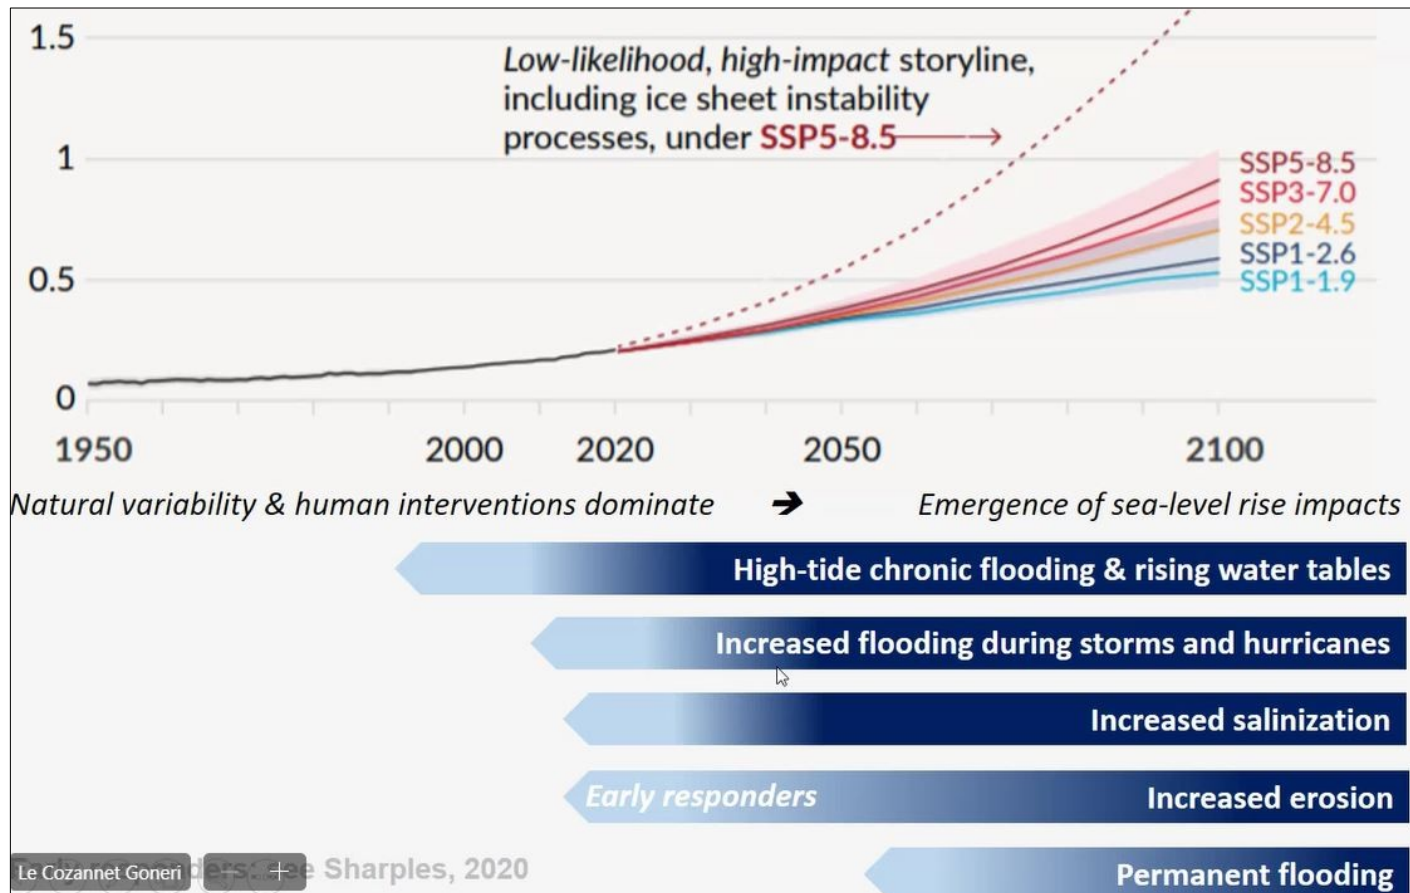 1.5
Low-likelihood, high-impact storyline,
including ice sheet instability
processes, under SSP5-8.5
1
SSP5-8.5
SSP3-7.0
SSP2-4.5
SSP1-2.6
SSP1-1.9
0.5
0
1950 2000 2020 2050 2100
Natural variability & human interventions dominate ➔ Emergence of sea-level rise impacts
High-tide chronic flooding & rising water tables
Increased flooding during storms and hurricanes
Increased salinization
Early responders Increased erosion
Permanent flooding
Sharples, 2020
Le Cozannet Goneri